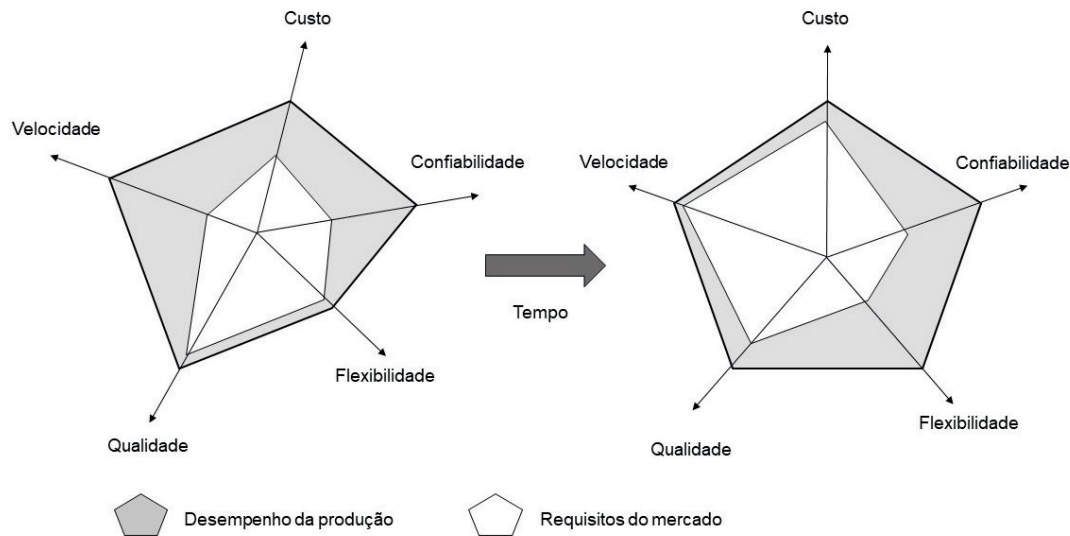 Custo
Velocidade
Confiabilidade
Flexibilidade
Qualidade
Tempo
Custo
Velocidade
Confiabilidade
Flexibilidade
Qualidade
Desempenho da produção
Requisitos do mercado